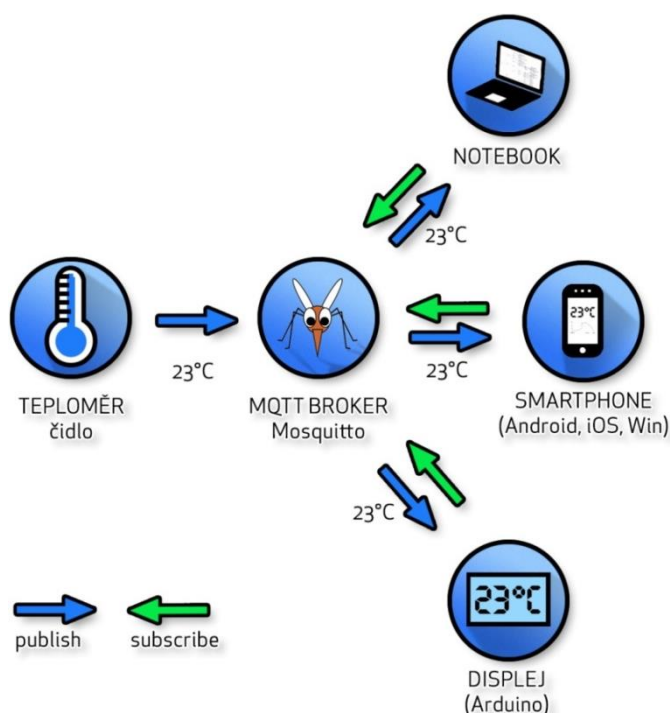 NOTEBOOK
23°C
TEPLOMĚR
čidlo
23°C
MQTT BROKER
Mosquitto
23°C
23°C
SMARTPHONE
(Android, iOS, Win)
23°C
23°C
DISPLEJ
(Arduino)
publish
subscribe